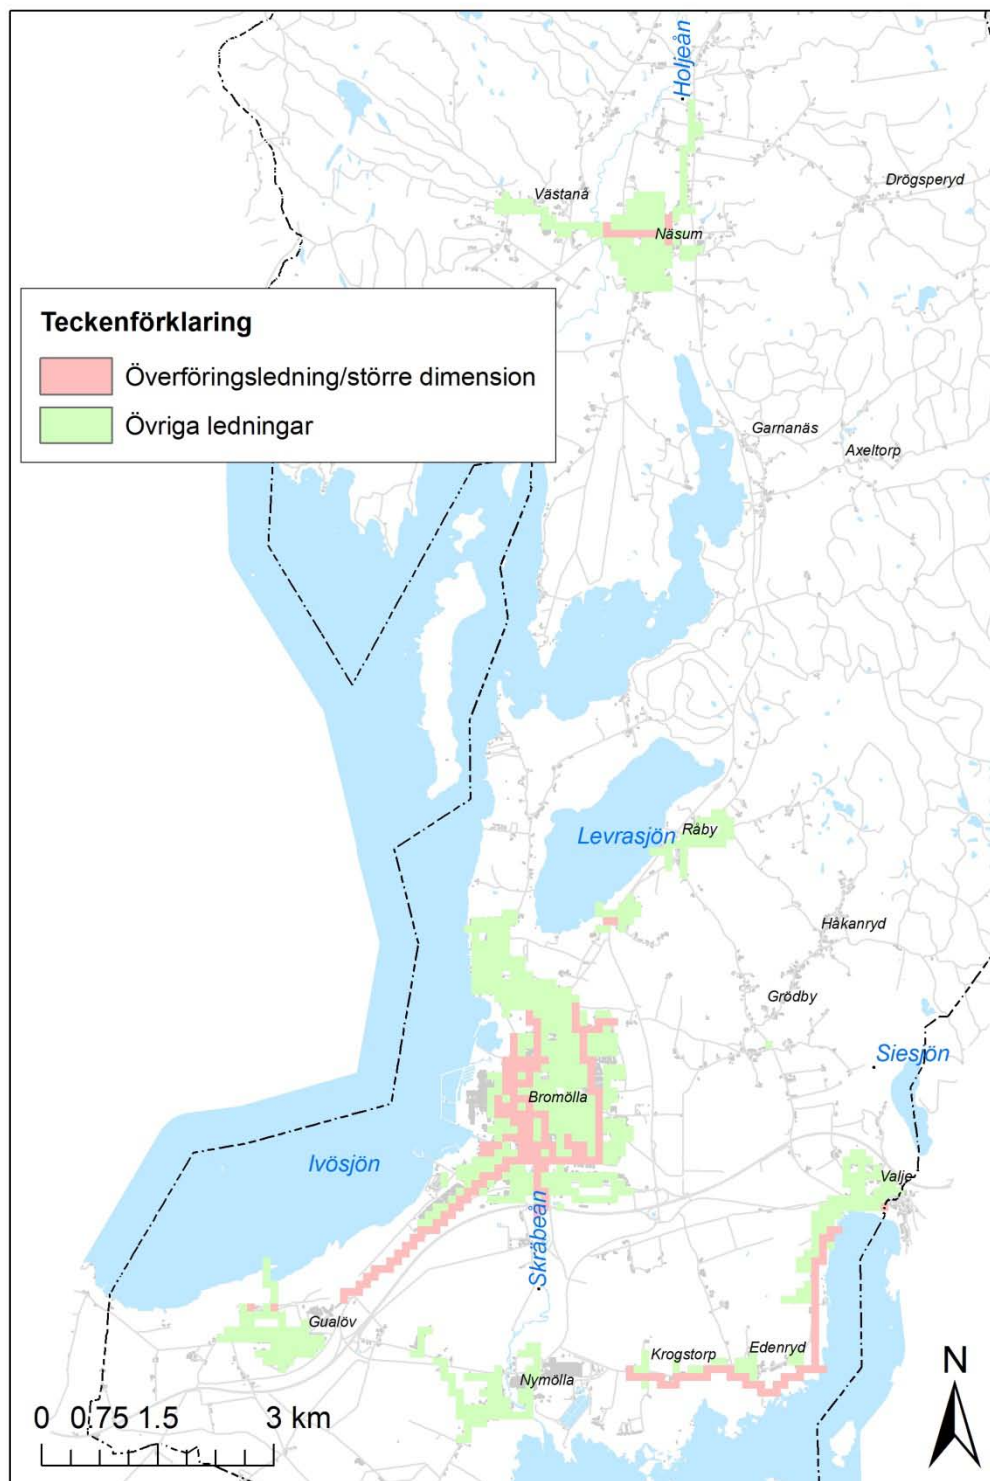 Holjeån
Drögsperyd
Västanå
Näsum
Teckenförklaring
Överföringsledning/större dimension
Övriga ledningar
Garnanäs
Axeltorp
Levrasjön
Råby
Håkanryd
Grödby
Siesjön
Bromölla
Ivösjön
Valje
Skräbeån
Gualöv
Krogstorp
Edenryd
Nymölla
N
0 0,75 1.5 3 km